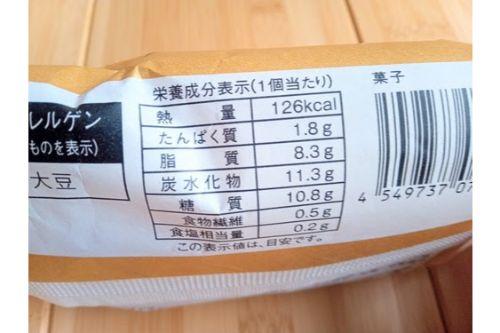 レルゲン
ものを表示)
大豆
栄養成分表示(1個当たり)
熱量 126kcal
たんぱく質 1.8g
脂質 8.3g
炭水化物 11.3g
糖質 10.8g
食物繊維 0.5g
食塩相当量 0.2g
この表示値は、目安です。
菓子
4 549737 07